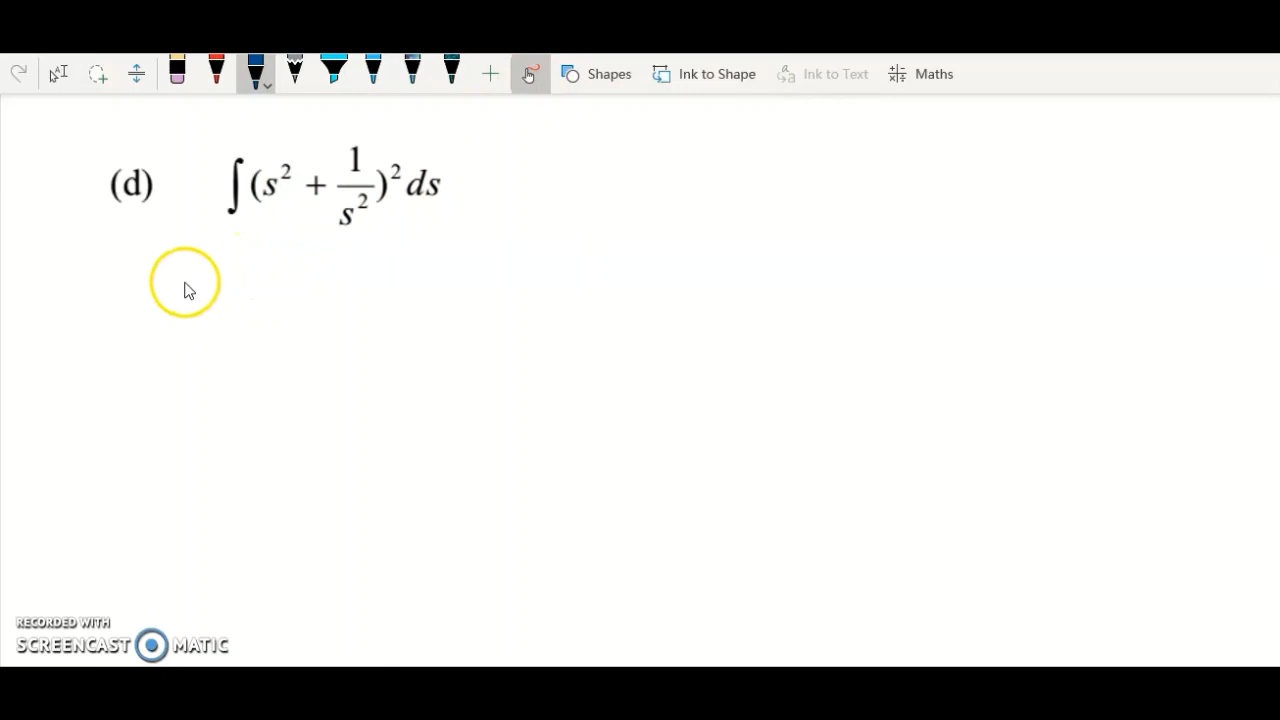 Shapes Ink to Shape Ink to Text Maths
(d) ∫(s² + 1/s²)² ds
RECORDED WITH
SCREENCAST MATIC